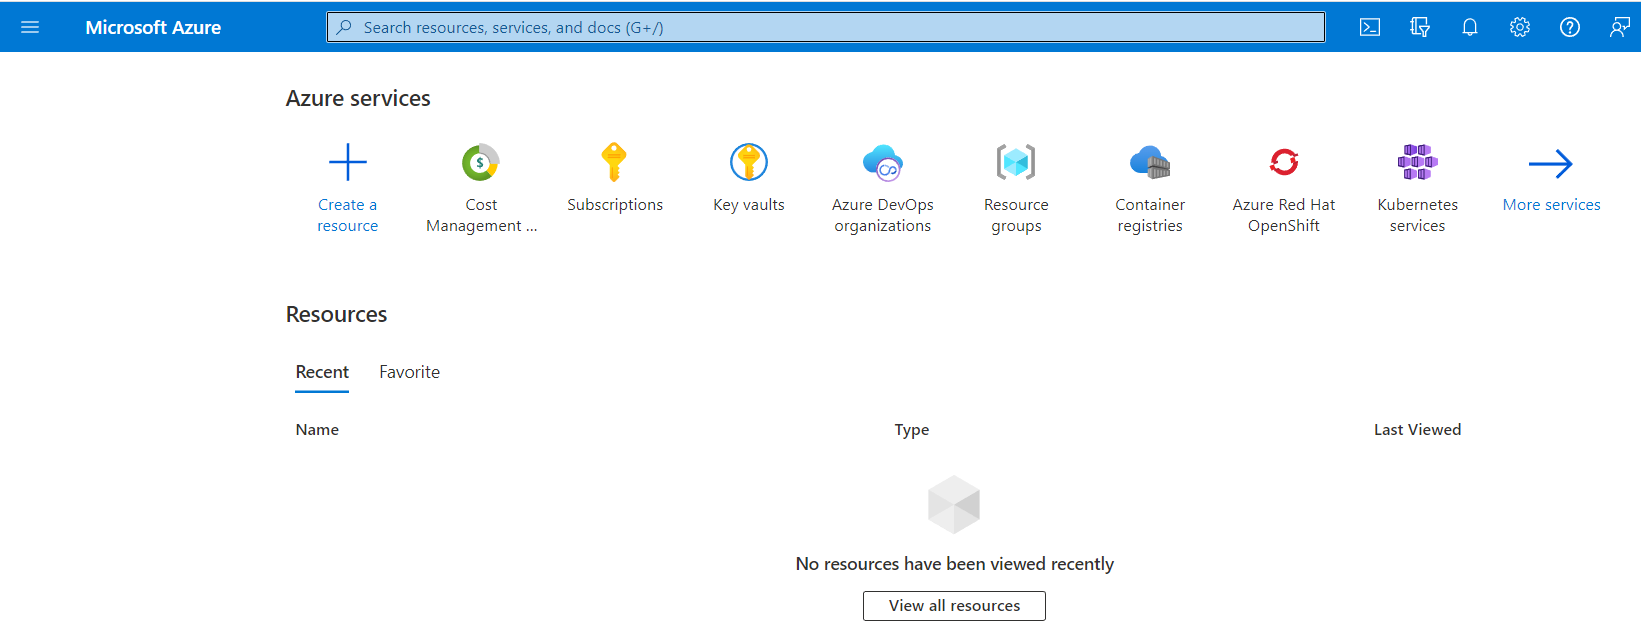 Microsoft Azure
Search resources, services, and docs (G+/)
Azure services
Create a
resource
Cost
Management ...
Subscriptions
Key vaults
Azure DevOps
organizations
Resource
groups
Container
registries
Azure Red Hat
OpenShift
Kubernetes
services
More services
Resources
Recent
Favorite
Name
Type
Last Viewed
No resources have been viewed recently
View all resources